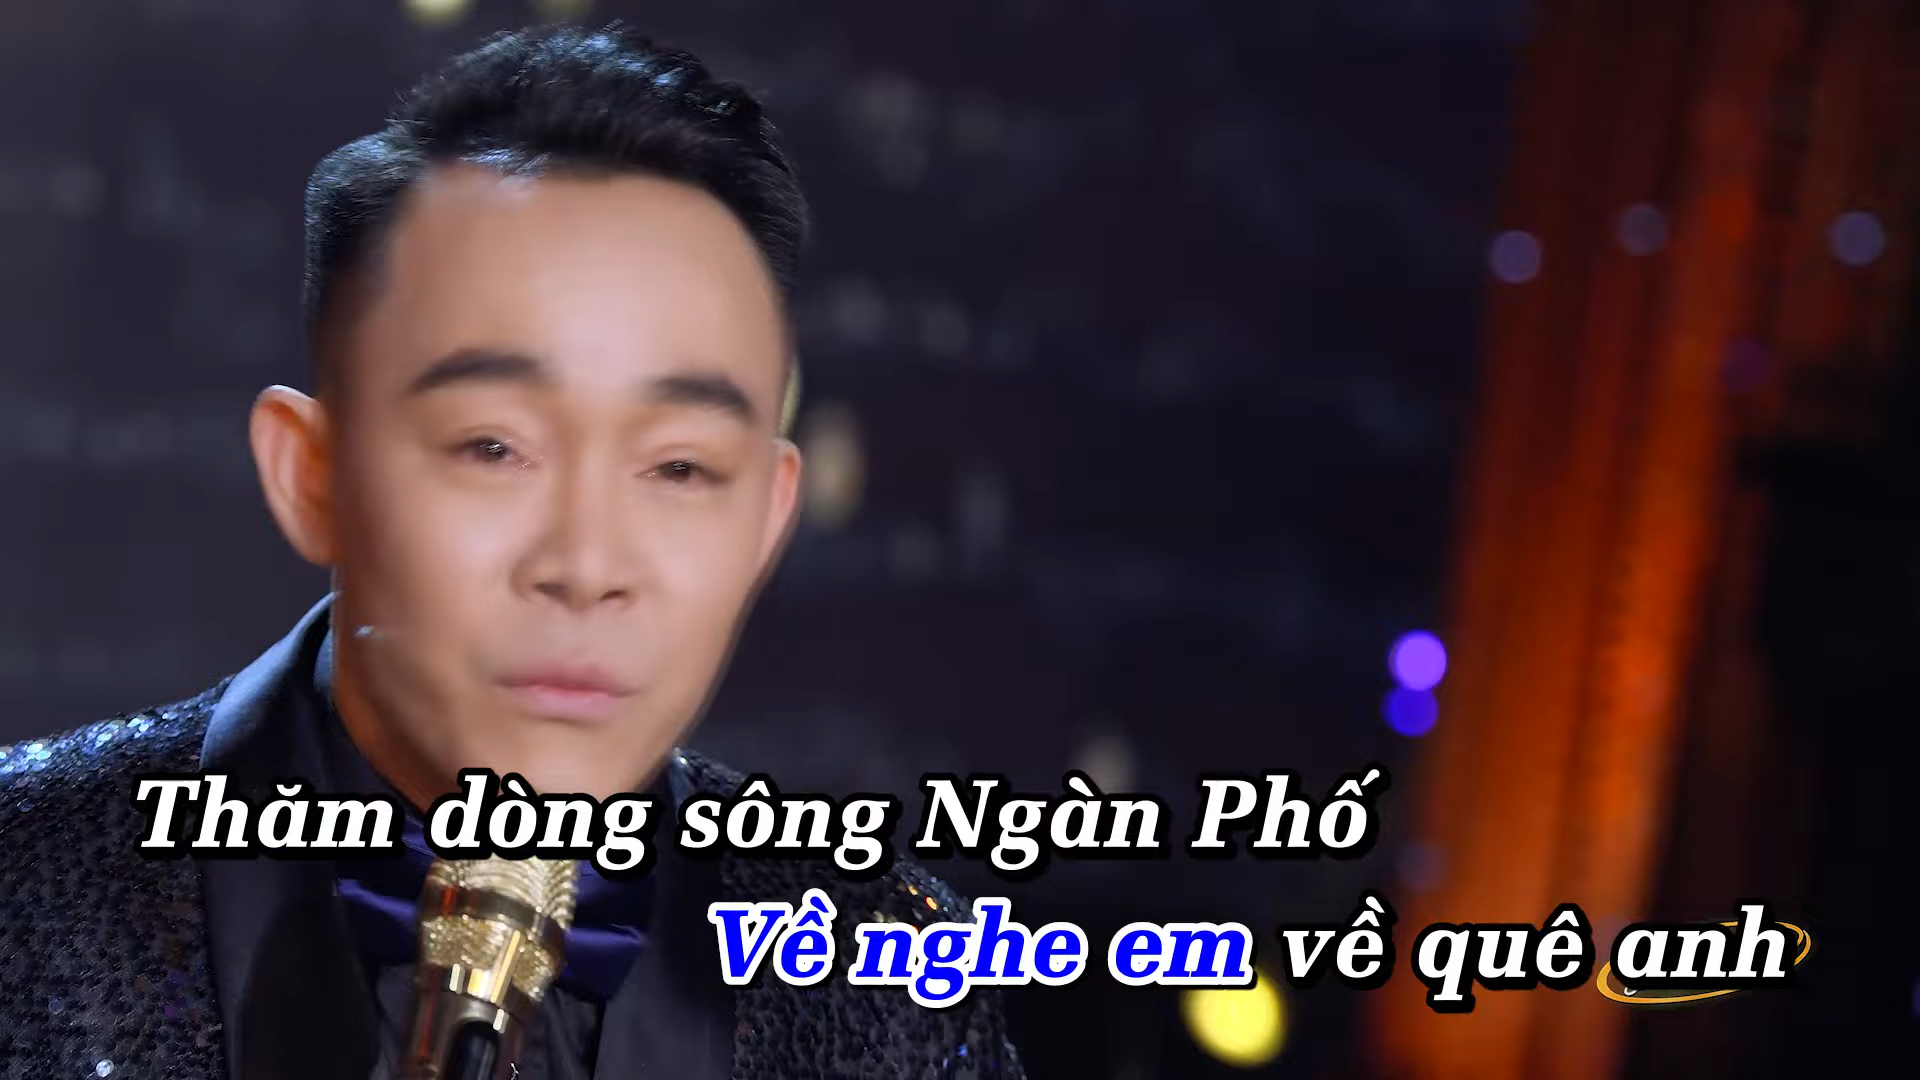 Thăm dòng sông Ngàn Phố
Về nghe em về quê anh